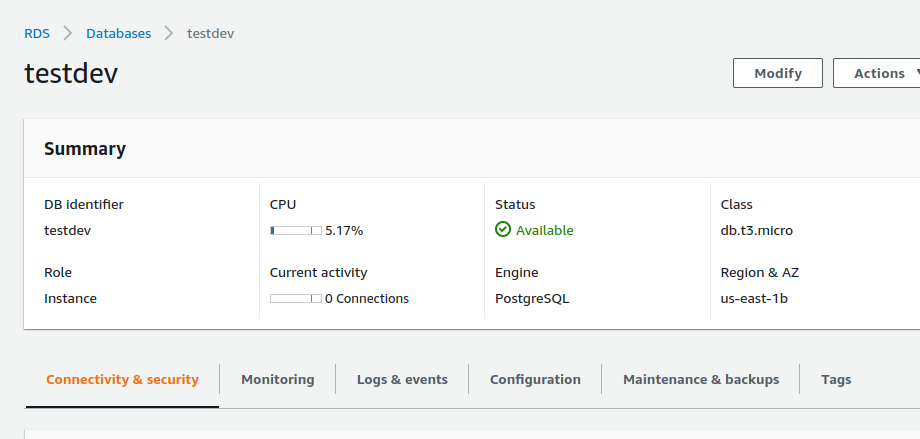 RDS Databases testdev
testdev
Modify Actions
Summary
DB identifier CPU Status Class
testdev 5.17% Available db.t3.micro
Role Current activity Engine Region & AZ
Instance 0 Connections PostgreSQL us-east-1b
Connectivity & security Monitoring Logs & events Configuration Maintenance & backups Tags